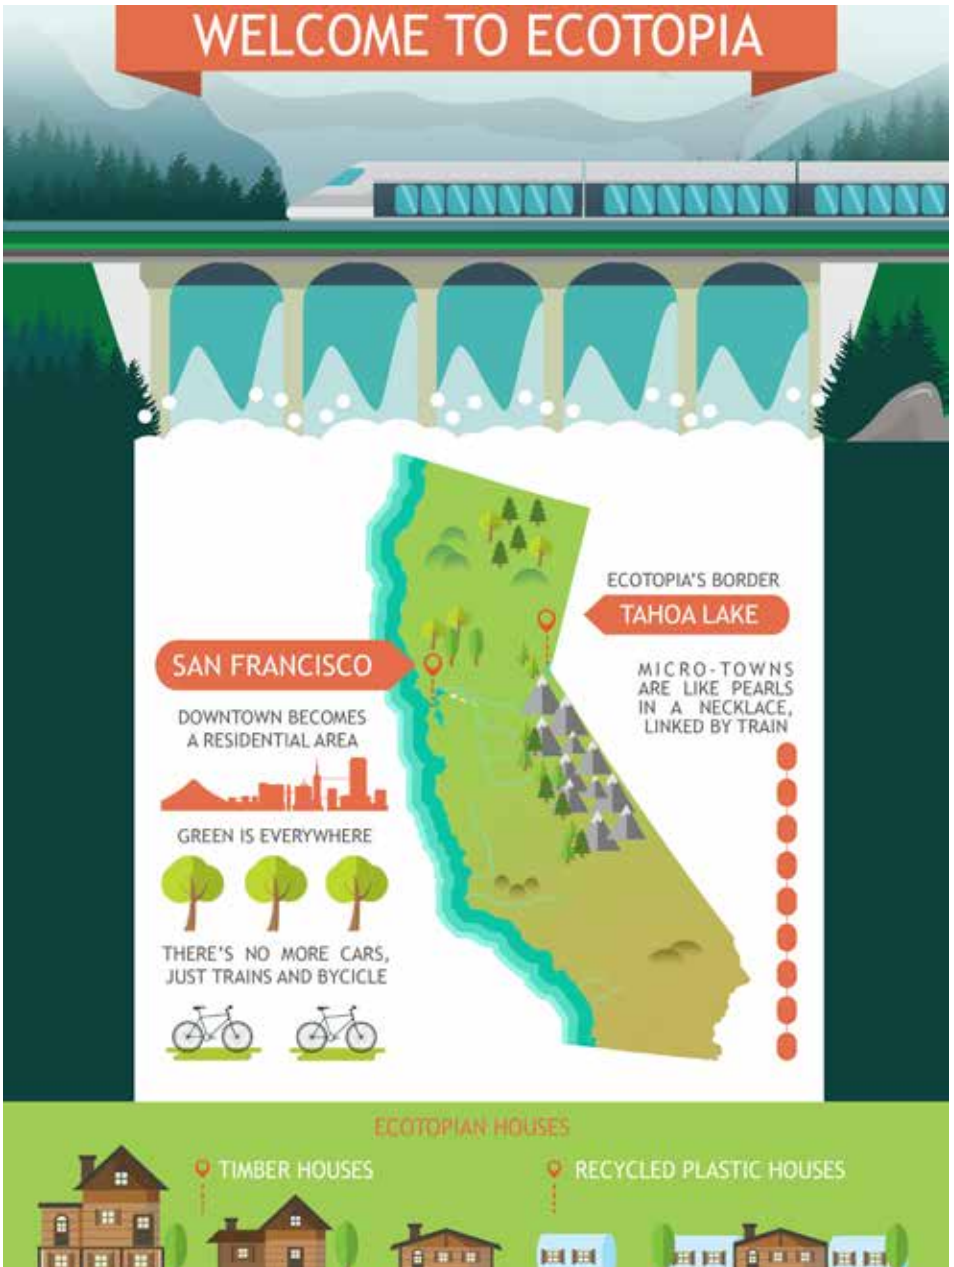 WELCOME TO ECOTOPIA
ECOTOPIA'S BORDER
TAHOA LAKE
MICRO-TOWNS
ARE LIKE PEARLS
IN A NECKLACE,
LINKED BY TRAIN
SAN FRANCISCO
DOWNTOWN BECOMES
A RESIDENTIAL AREA
GREEN IS EVERYWHERE
THERE'S NO MORE CARS,
JUST TRAINS AND BYCICLE
ECOTOPIAN HOUSES
TIMBER HOUSES
RECYCLED PLASTIC HOUSES